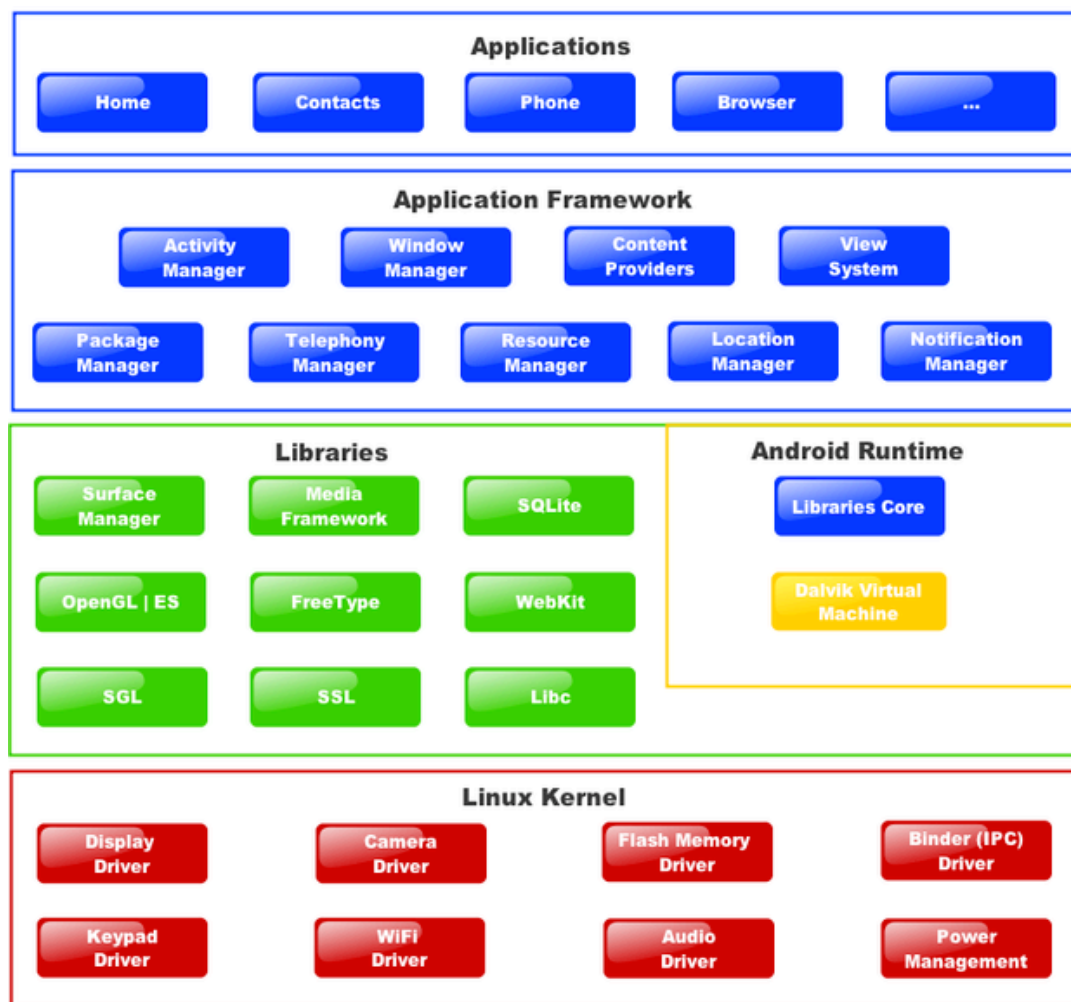 Applications
Home
Contacts
Phone
Browser
...
Application Framework
Activity
Manager
Window
Manager
Content
Providers
View
System
Package
Manager
Telephony
Manager
Resource
Manager
Location
Manager
Notification
Manager
Libraries
Surface
Manager
Media
Framework
SQLite
OpenGL | ES
FreeType
WebKit
SGL
SSL
Libc
Android Runtime
Libraries Core
Dalvik Virtual
Machine
Linux Kernel
Display
Driver
Camera
Driver
Flash Memory
Driver
Binder (IPC)
Driver
Keypad
Driver
WiFi
Driver
Audio
Driver
Power
Management